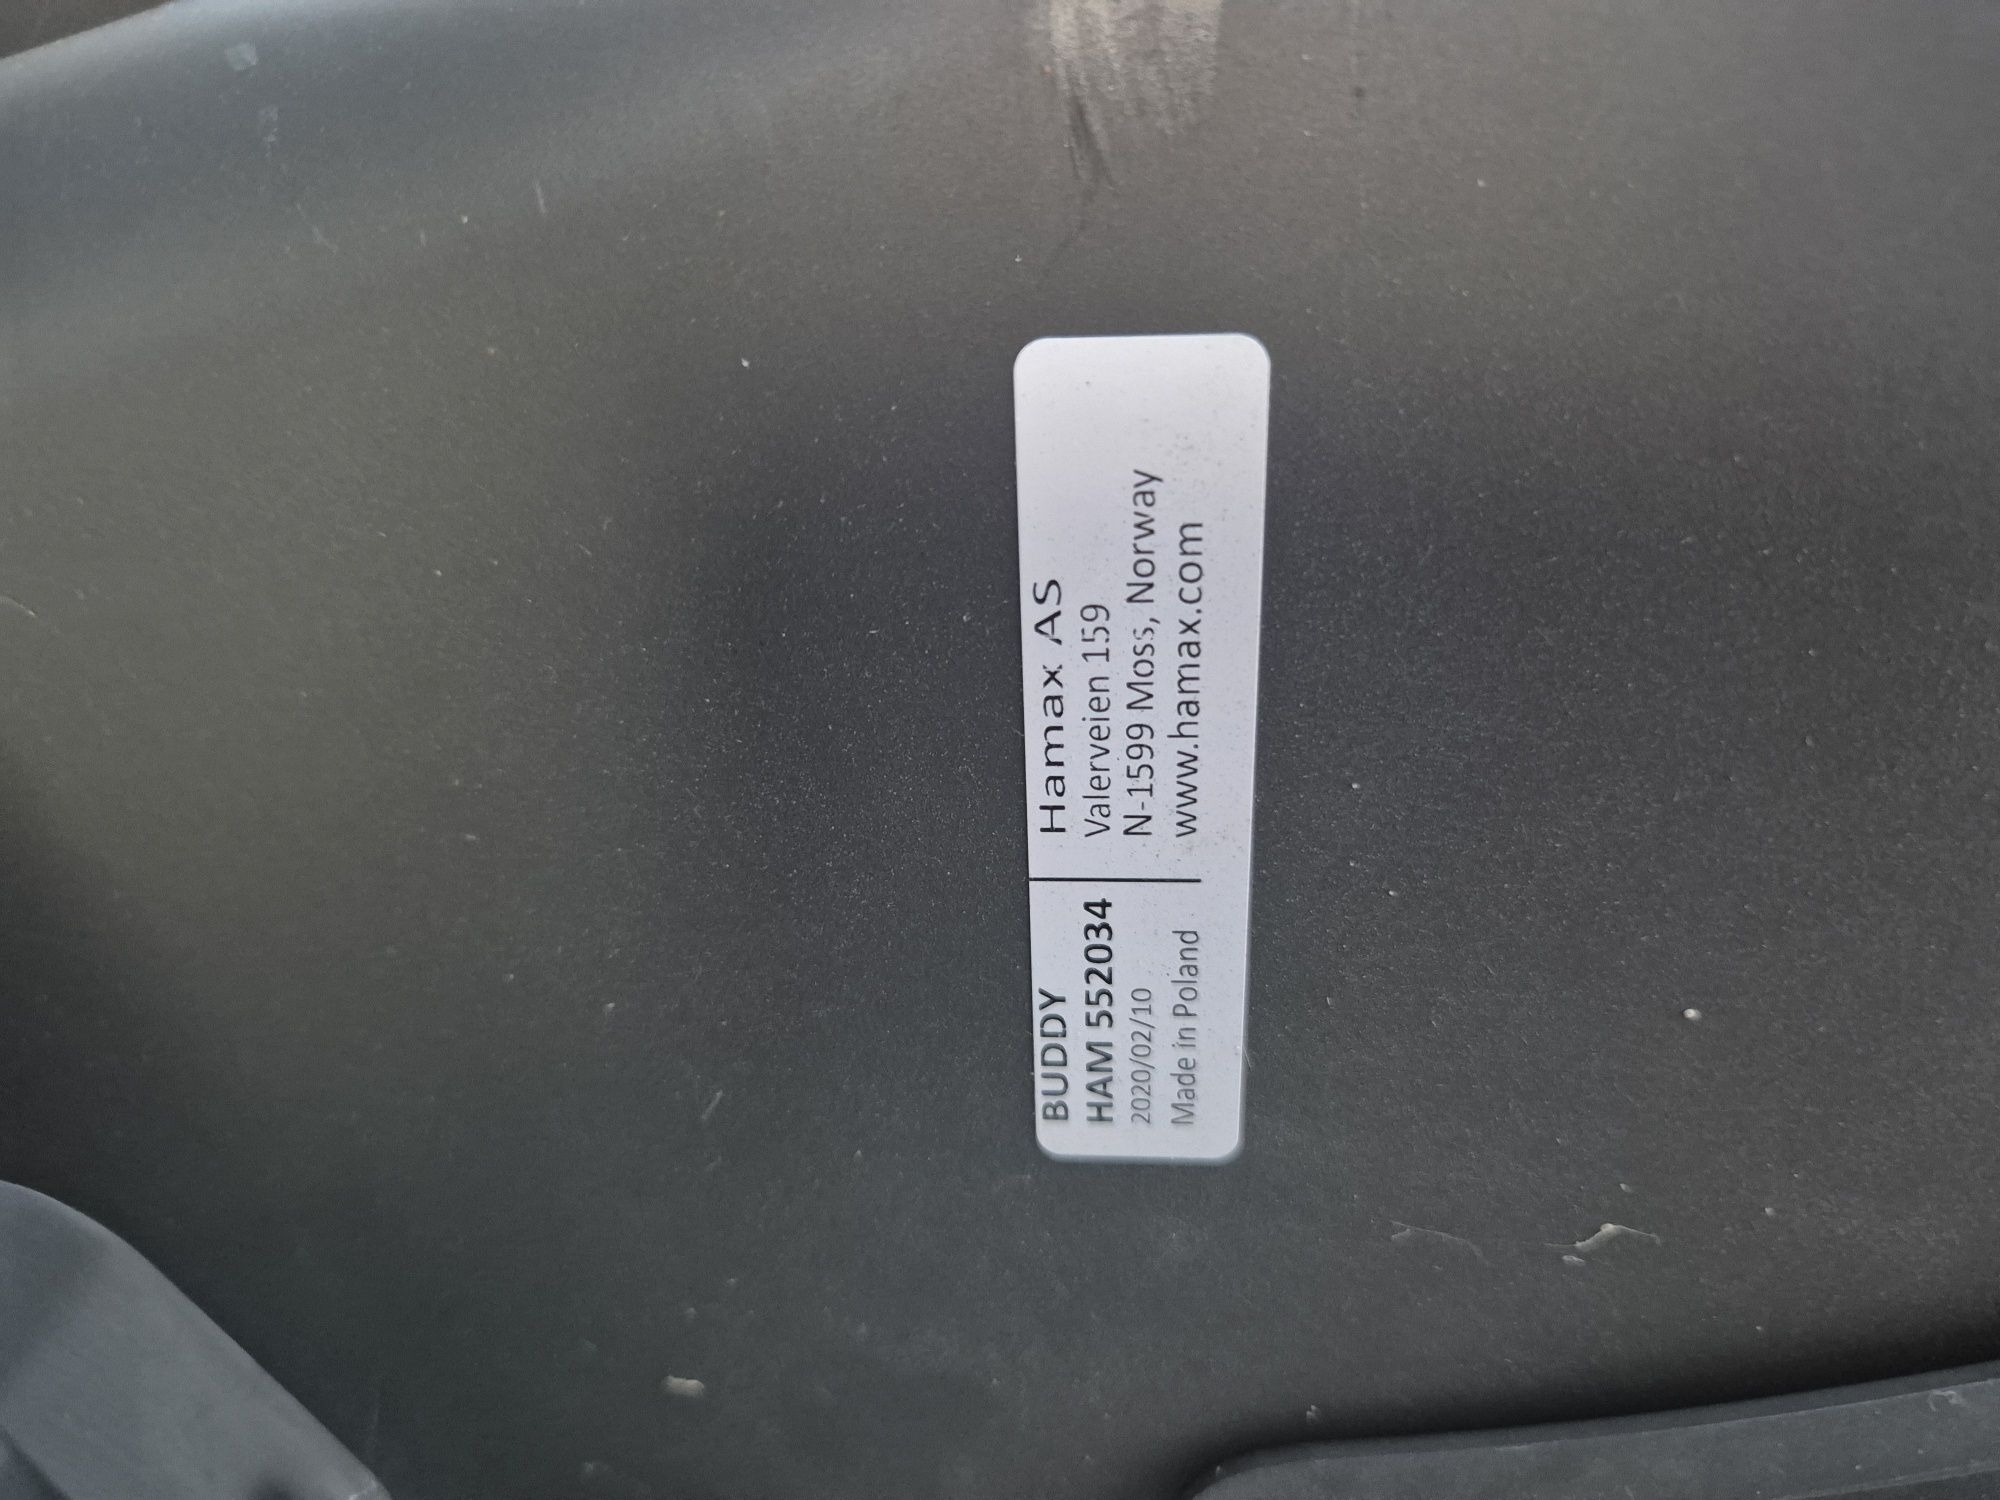 BUDDY
HAM 552034
2020/02/10
Made in Poland
Hamax AS
Valerveien 159
N-1599 Moss, Norway
www.hamax.com